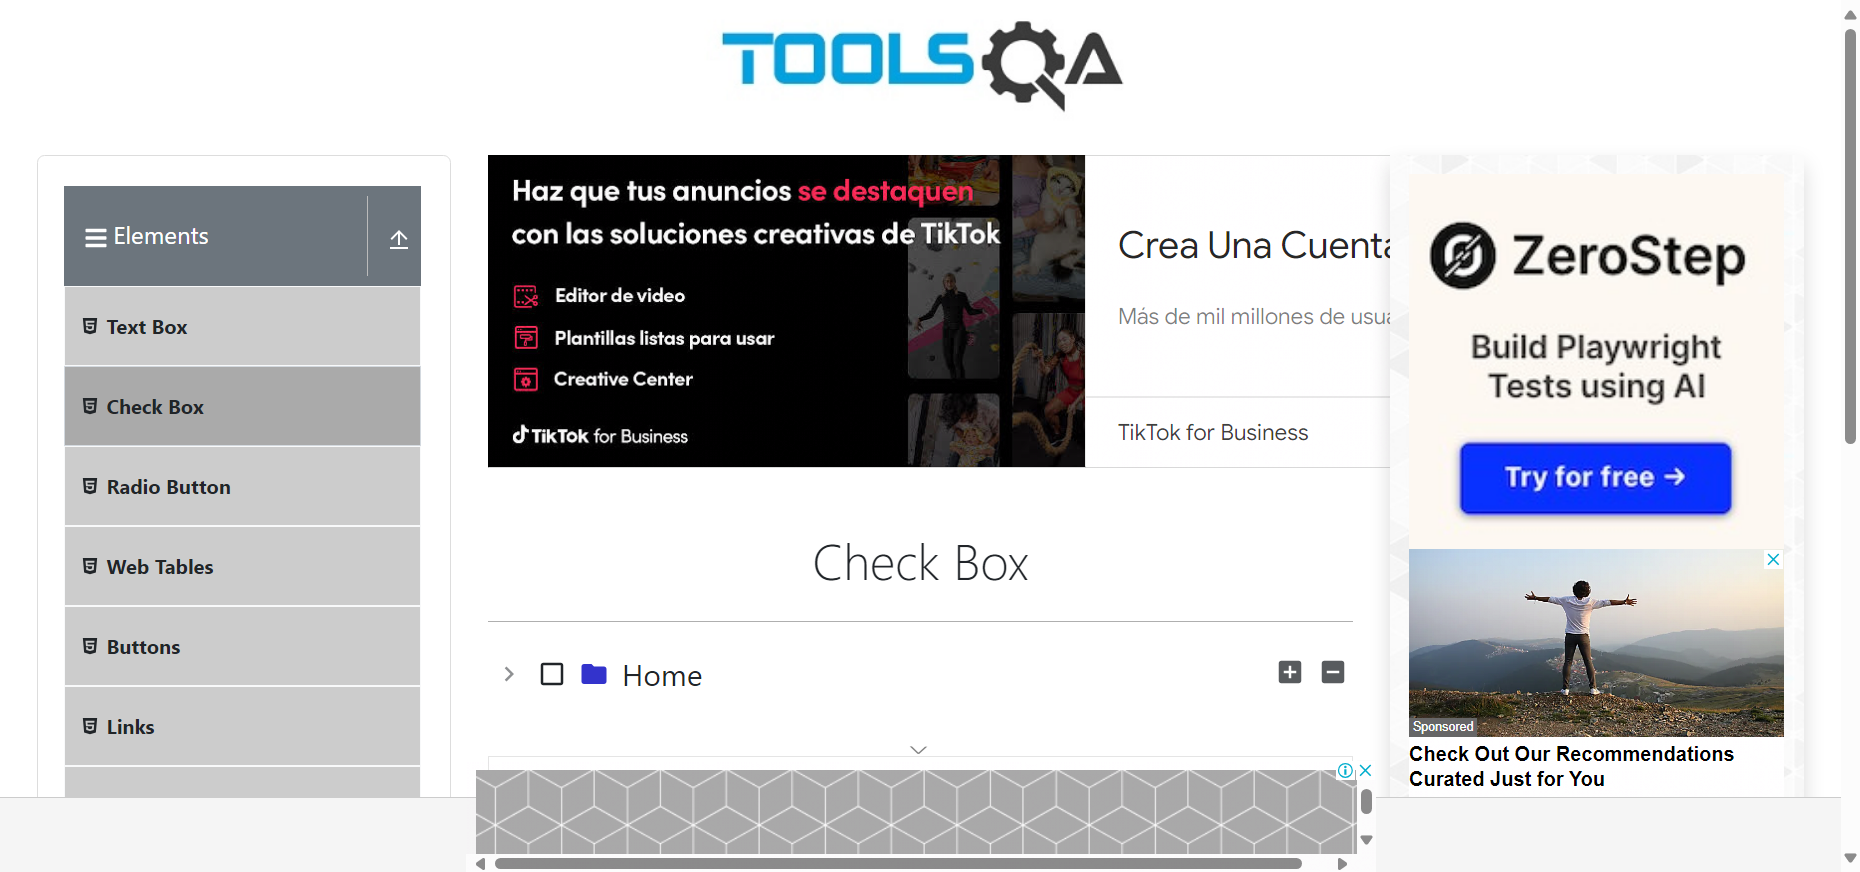 TOOLSQA
Elements
Text Box
Check Box
Radio Button
Web Tables
Buttons
Links
Haz que tus anuncios se destaquen
con las soluciones creativas de TikTok
Editor de video
Plantillas listas para usar
Creative Center
TikTok for Business
Crea Una Cuenta
Más de mil millones de usua
TikTok for Business
Check Box
Home
ZeroStep
Build Playwright
Tests using AI
Try for free →
Sponsored
Check Out Our Recommendations
Curated Just for You